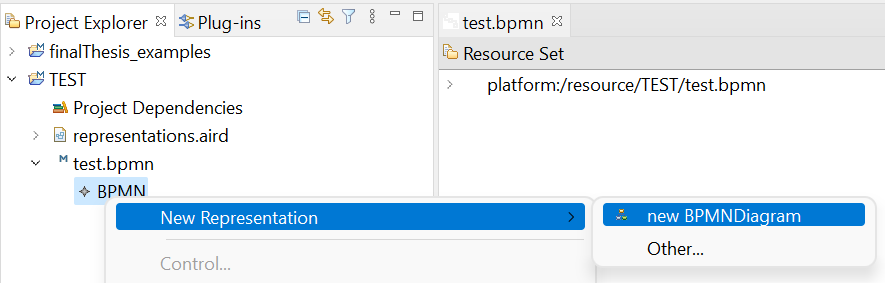 Project Explorer
Plug-ins
test.bpmn
finalThesis_examples
Resource Set
TEST
platform:/resource/TEST/test.bpmn
Project Dependencies
representations.aird
M test.bpmn
BPMN
New Representation
new BPMNDiagram
Other...
Control...